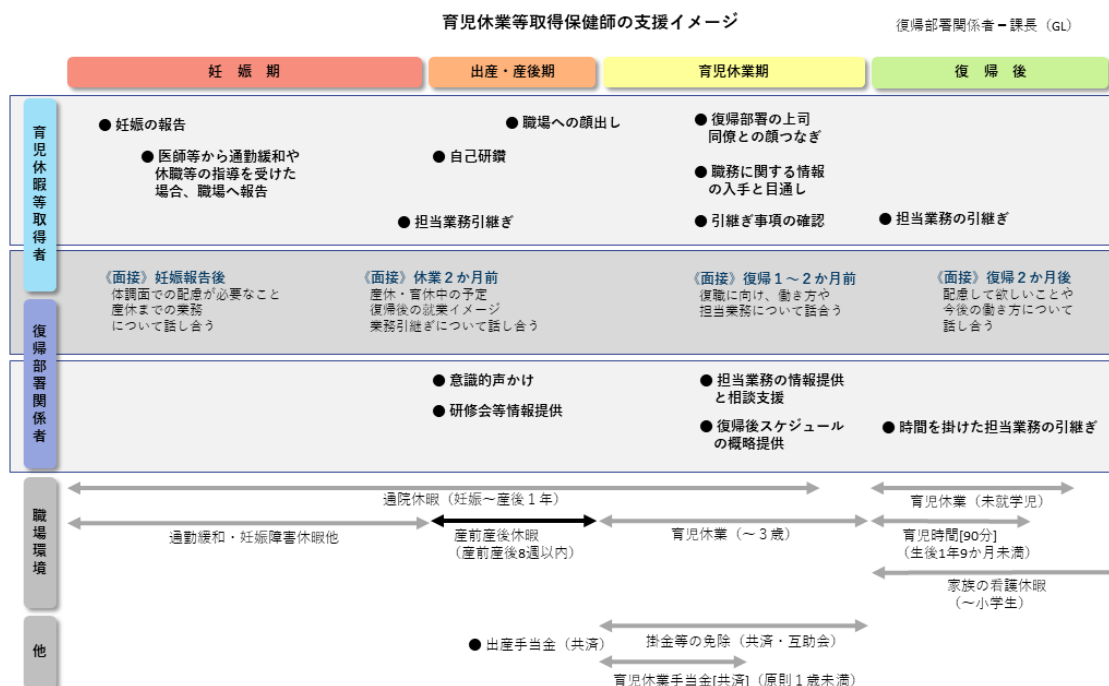 育児休業等取得保健師の支援イメージ
復帰部署関係者－課長（GL）
妊娠期
出産・産後期
育児休業期
復帰後
育児休暇等取得者
● 妊娠の報告
● 医師等から通勤緩和や
休職等の指導を受けた
場合、職場へ報告
● 職場への顔出し
● 自己研鑽
● 担当業務引継ぎ
● 復帰部署の上司
同僚との顔つなぎ
● 職務に関する情報
の入手と目通し
● 引継ぎ事項の確認
● 担当業務の引継ぎ
《面接》妊娠報告後
体調面での配慮が必要なこと
産休までの業務
について話し合う
《面接》休業２か月前
産休・育休中の予定
復帰後の就業イメージ
業務引継ぎについて話し合う
《面接》復帰１～２か月前
復職に向け、働き方や
担当業務について話合う
《面接》復帰２か月後
配慮して欲しいことや
今後の働き方について
話し合う
復帰部署関係者
● 意識的声かけ
● 研修会等情報提供
● 担当業務の情報提供
と相談支援
● 復帰後スケジュール
の概略提供
● 時間を掛けた担当業務の引継ぎ
職場環境
通院休暇（妊娠～産後１年）
育児休業（未就学児）
通勤緩和・妊娠障害休暇他
産前産後休暇
（産前産後8週以内）
育児休業（～３歳）
育児時間[90分]
（生後1年9か月未満）
家族の看護休暇
（～小学生）
他
● 出産手当金（共済）
掛金等の免除（共済・互助会）
育児休業手当金[共済]（原則１歳未満）